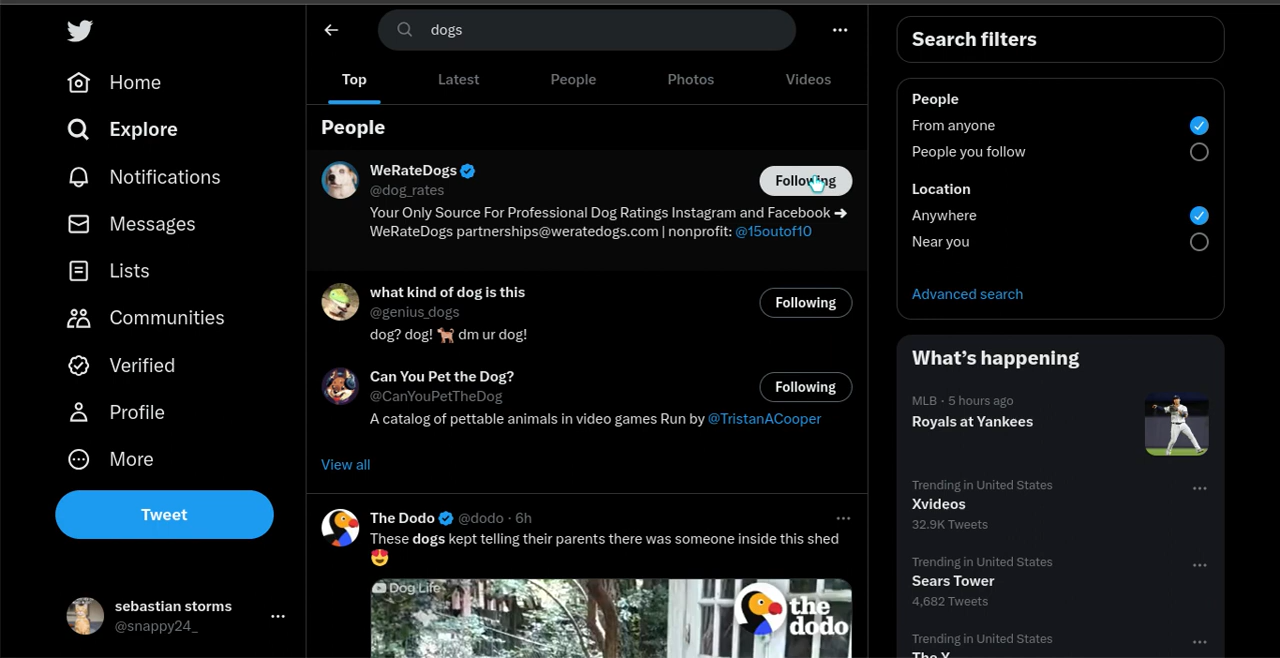 dogs
Home
Explore
Notifications
Messages
Lists
Communities
Verified
Profile
More
Tweet
sebastian storms
@snappy24_
Top
Latest
People
Photos
Videos
People
WeRateDogs
@dog_rates
Following
Your Only Source For Professional Dog Ratings Instagram and Facebook ➜
WeRateDogs partnerships@weratedogs.com | nonprofit: @15outof10
what kind of dog is this
@genius_dogs
Following
dog? dog! 🐕 dm ur dog!
Can You Pet the Dog?
@CanYouPetTheDog
Following
A catalog of pettable animals in video games Run by @TristanACooper
View all
The Dodo @dodo · 6h
These dogs kept telling their parents there was someone inside this shed
😍
Dog Life
the
dodo
Search filters
People
From anyone
People you follow
Location
Anywhere
Near you
Advanced search
What’s happening
MLB · 5 hours ago
Royals at Yankees
Trending in United States
Xvideos
32.9K Tweets
Trending in United States
Sears Tower
4,682 Tweets
Trending in United States